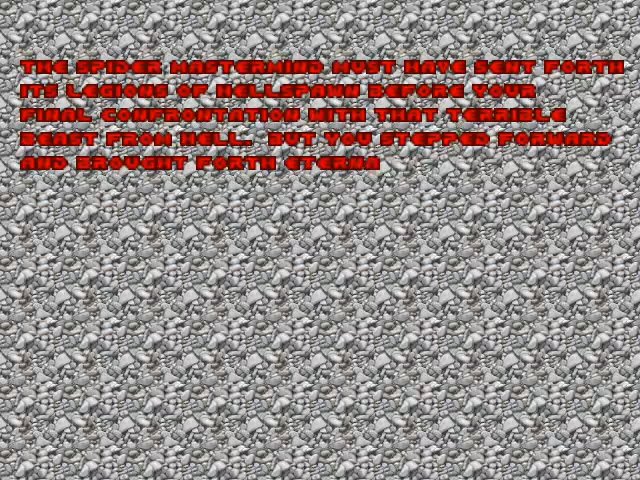 THE SPIDER MASTERMIND MUST HAVE SENT FORTH
ITS LEGIONS OF HELLSPAWN BEFORE YOUR
FINAL CONFRONTATION WITH THAT TERRIBLE
BEAST FROM HELL.  BUT YOU STEPPED FORWARD
AND BROUGHT FORTH ETERNA